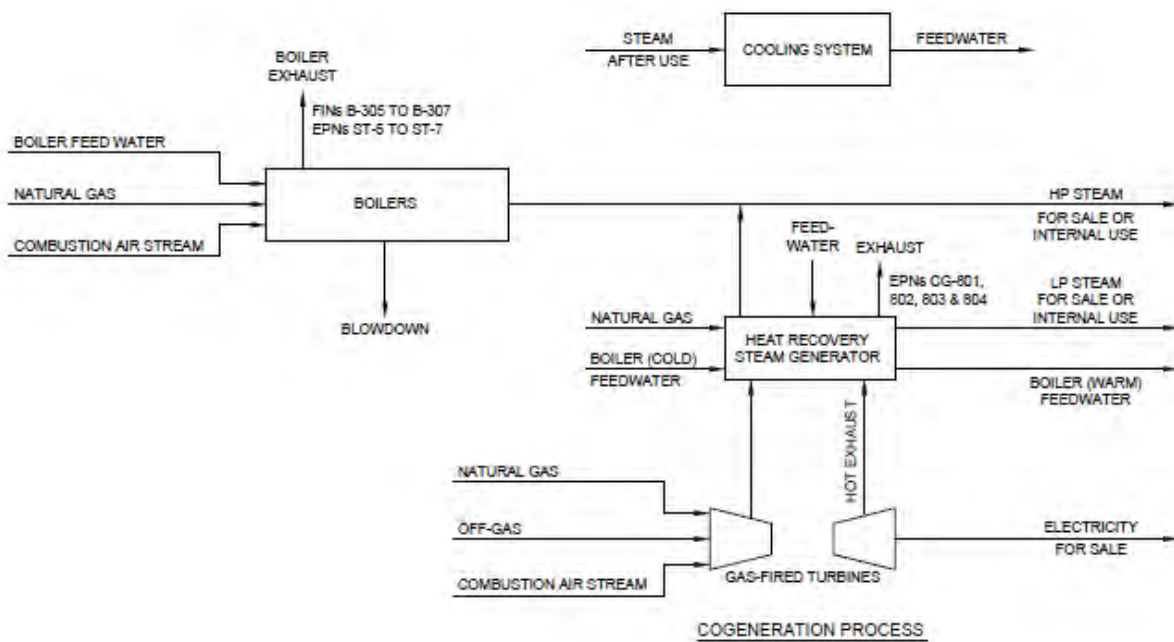 STEAM
AFTER USE
COOLING SYSTEM
FEEDWATER
BOILER
EXHAUST
FINs B-305 TO B-307
EPNs ST-5 TO ST-7
BOILER FEED WATER
NATURAL GAS
COMBUSTION AIR STREAM
BOILERS
BLOWDOWN
HP STEAM
FOR SALE OR
INTERNAL USE
FEED-
WATER
EXHAUST
EPNs CG-801,
802, 803 & 804
LP STEAM
FOR SALE OR
INTERNAL USE
NATURAL GAS
BOILER (COLD)
FEEDWATER
HEAT RECOVERY
STEAM GENERATOR
BOILER (WARM)
FEEDWATER
HOT EXHAUST
NATURAL GAS
OFF-GAS
COMBUSTION AIR STREAM
GAS-FIRED TURBINES
ELECTRICITY
FOR SALE
COGENERATION PROCESS